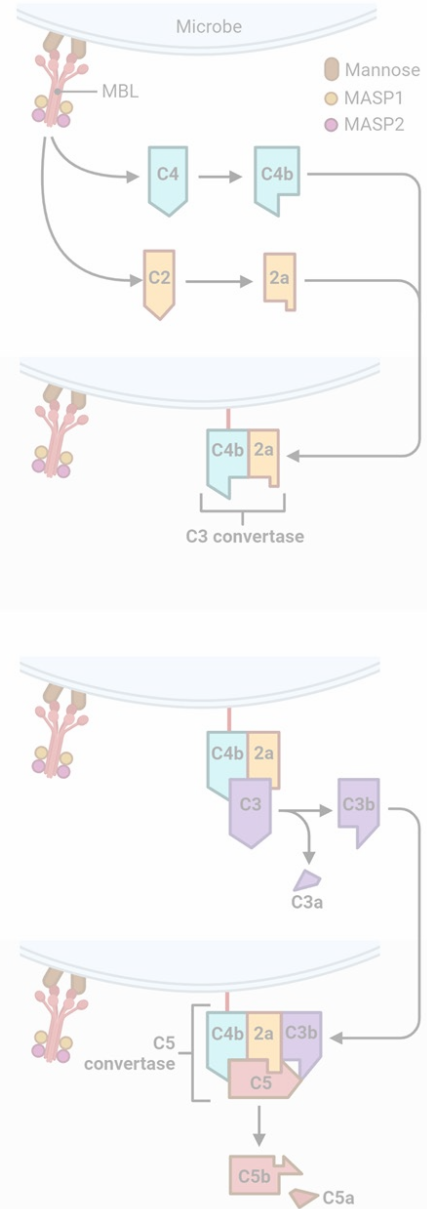 Microbe
Mannose
MBL
MASP1
MASP2
C4
C4b
C2
2a
C4b
2a
C3 convertase
C4b
2a
C3
C3b
C3a
C5
convertase
C4b
2a
C3b
C5
C5b
C5a